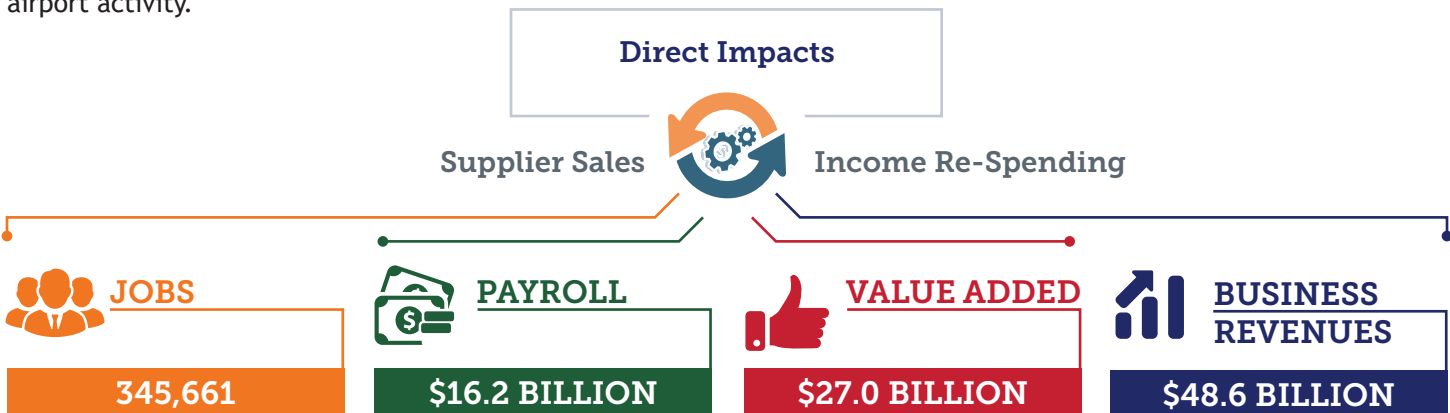 airport activity.
Direct Impacts
Supplier Sales
Income Re-Spending
JOBS
345,661
PAYROLL
$16.2 BILLION
VALUE ADDED
$27.0 BILLION
BUSINESS
REVENUES
$48.6 BILLION